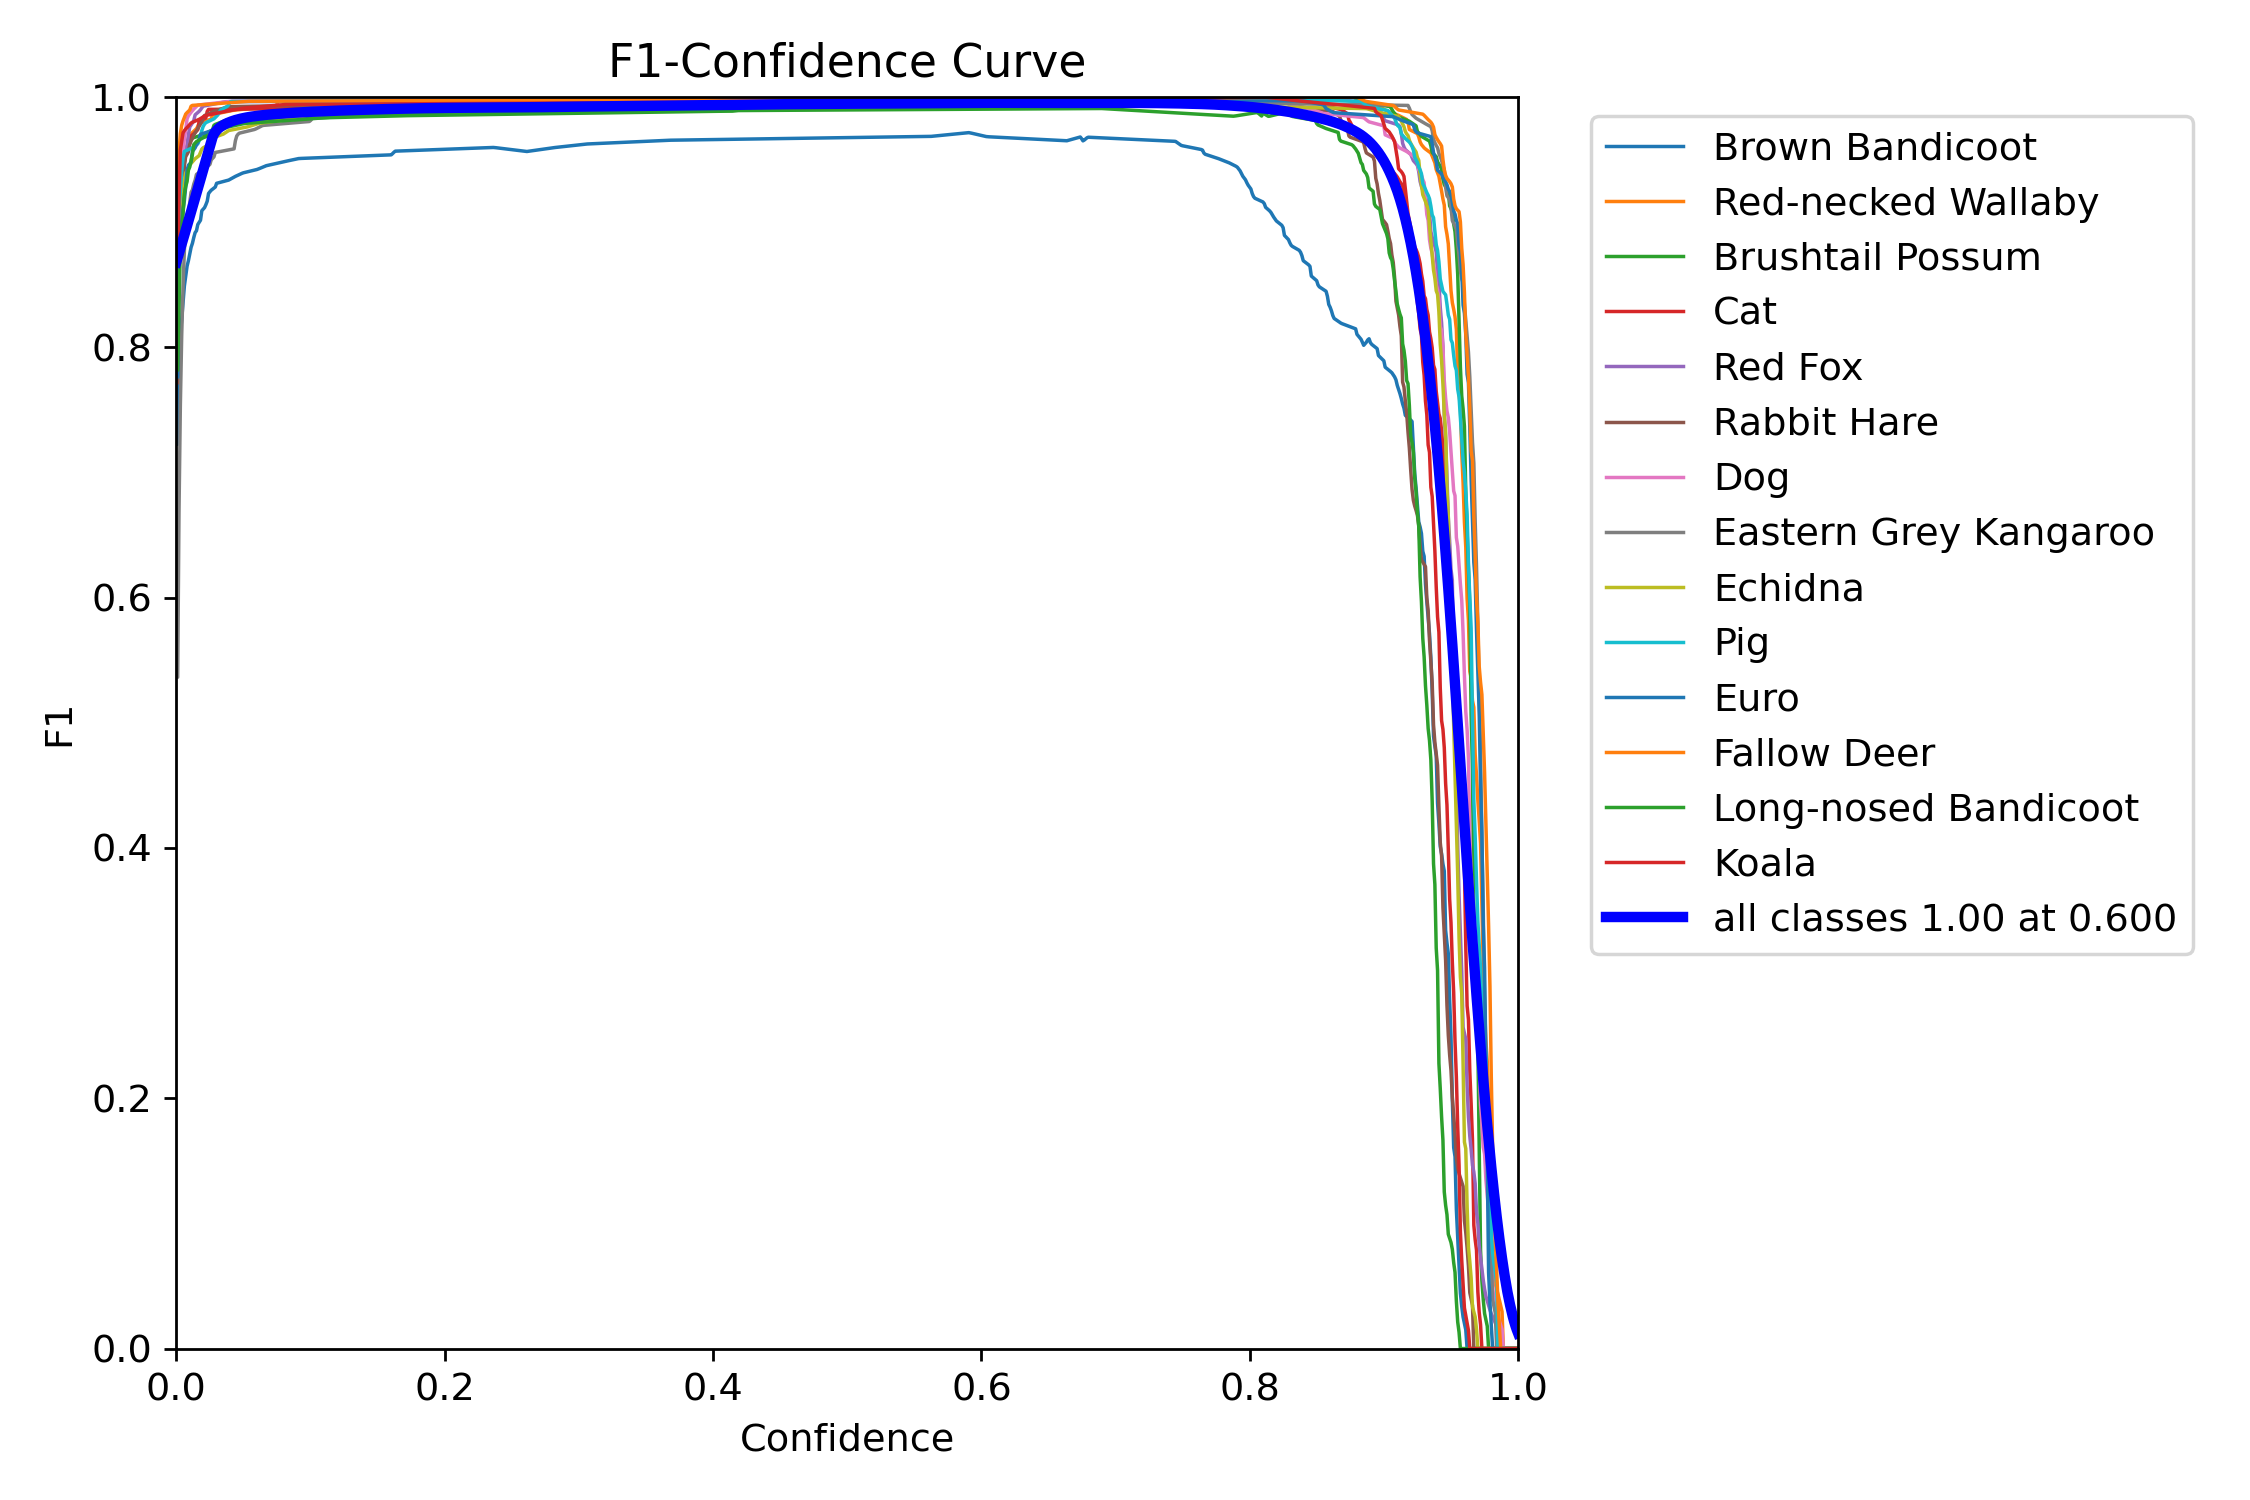 F1-Confidence Curve
1.0
0.8
0.6
0.4
0.2
0.0
F1
0.0 0.2 0.4 0.6 0.8 1.0
Confidence
Brown Bandicoot
Red-necked Wallaby
Brushtail Possum
Cat
Red Fox
Rabbit Hare
Dog
Eastern Grey Kangaroo
Echidna
Pig
Euro
Fallow Deer
Long-nosed Bandicoot
Koala
all classes 1.00 at 0.600